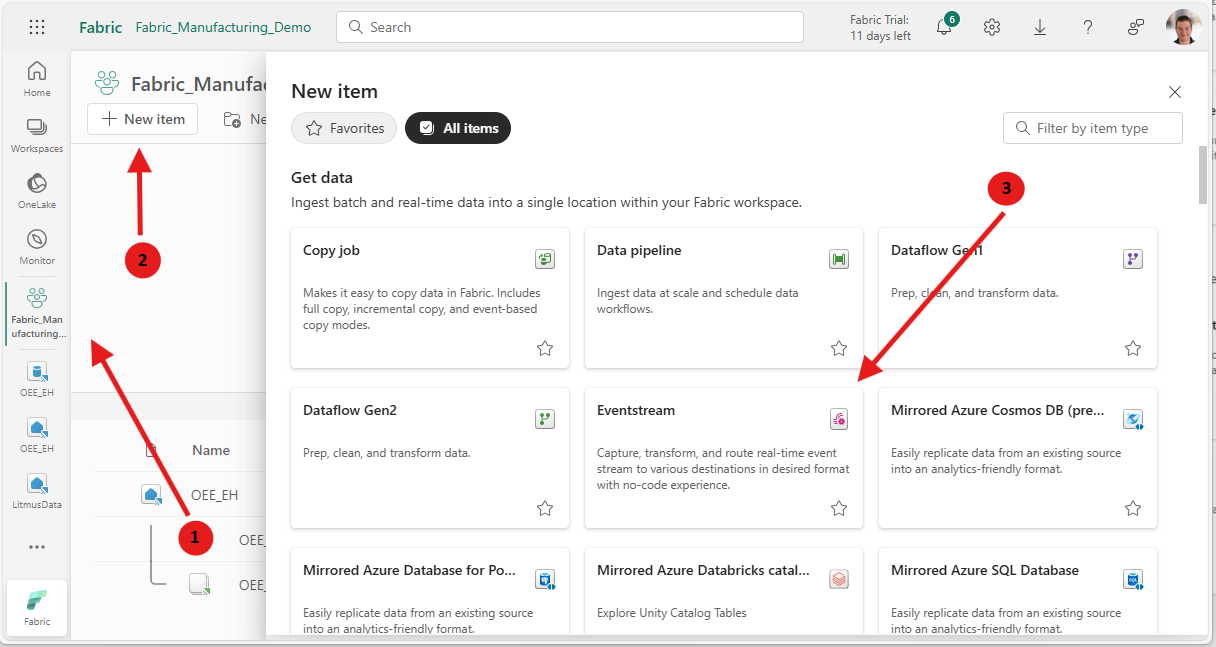 Fabric
Fabric_Manufacturing_Demo
Search
Fabric Trial:
11 days left
6
Home
Workspaces
OneLake
Monitor
Fabric_Man
ufacturing...
OEE_EH
OEE_EH
LitmusData
Fabric
Fabric_Manufac
New item
Ne
2
1
Name
OEE_EH
OEE_
OEE_
New item
Favorites
All items
Filter by item type
Get data
Ingest batch and real-time data into a single location within your Fabric workspace.
3
Copy job
Makes it easy to copy data in Fabric. Includes
full copy, incremental copy, and event-based
copy modes.
Data pipeline
Ingest data at scale and schedule data
workflows.
Dataflow Gen1
Prep, clean, and transform data.
Dataflow Gen2
Prep, clean, and transform data.
Eventstream
Capture, transform, and route real-time event
stream to various destinations in desired format
with no-code experience.
Mirrored Azure Cosmos DB (pre...
Easily replicate data from an existing source
into an analytics-friendly format.
Mirrored Azure Database for Po...
Easily replicate data from an existing source
into an analytics-friendly format.
Mirrored Azure Databricks catal...
Explore Unity Catalog Tables
Mirrored Azure SQL Database
Easily replicate data from an existing source
into an analytics-friendly format.